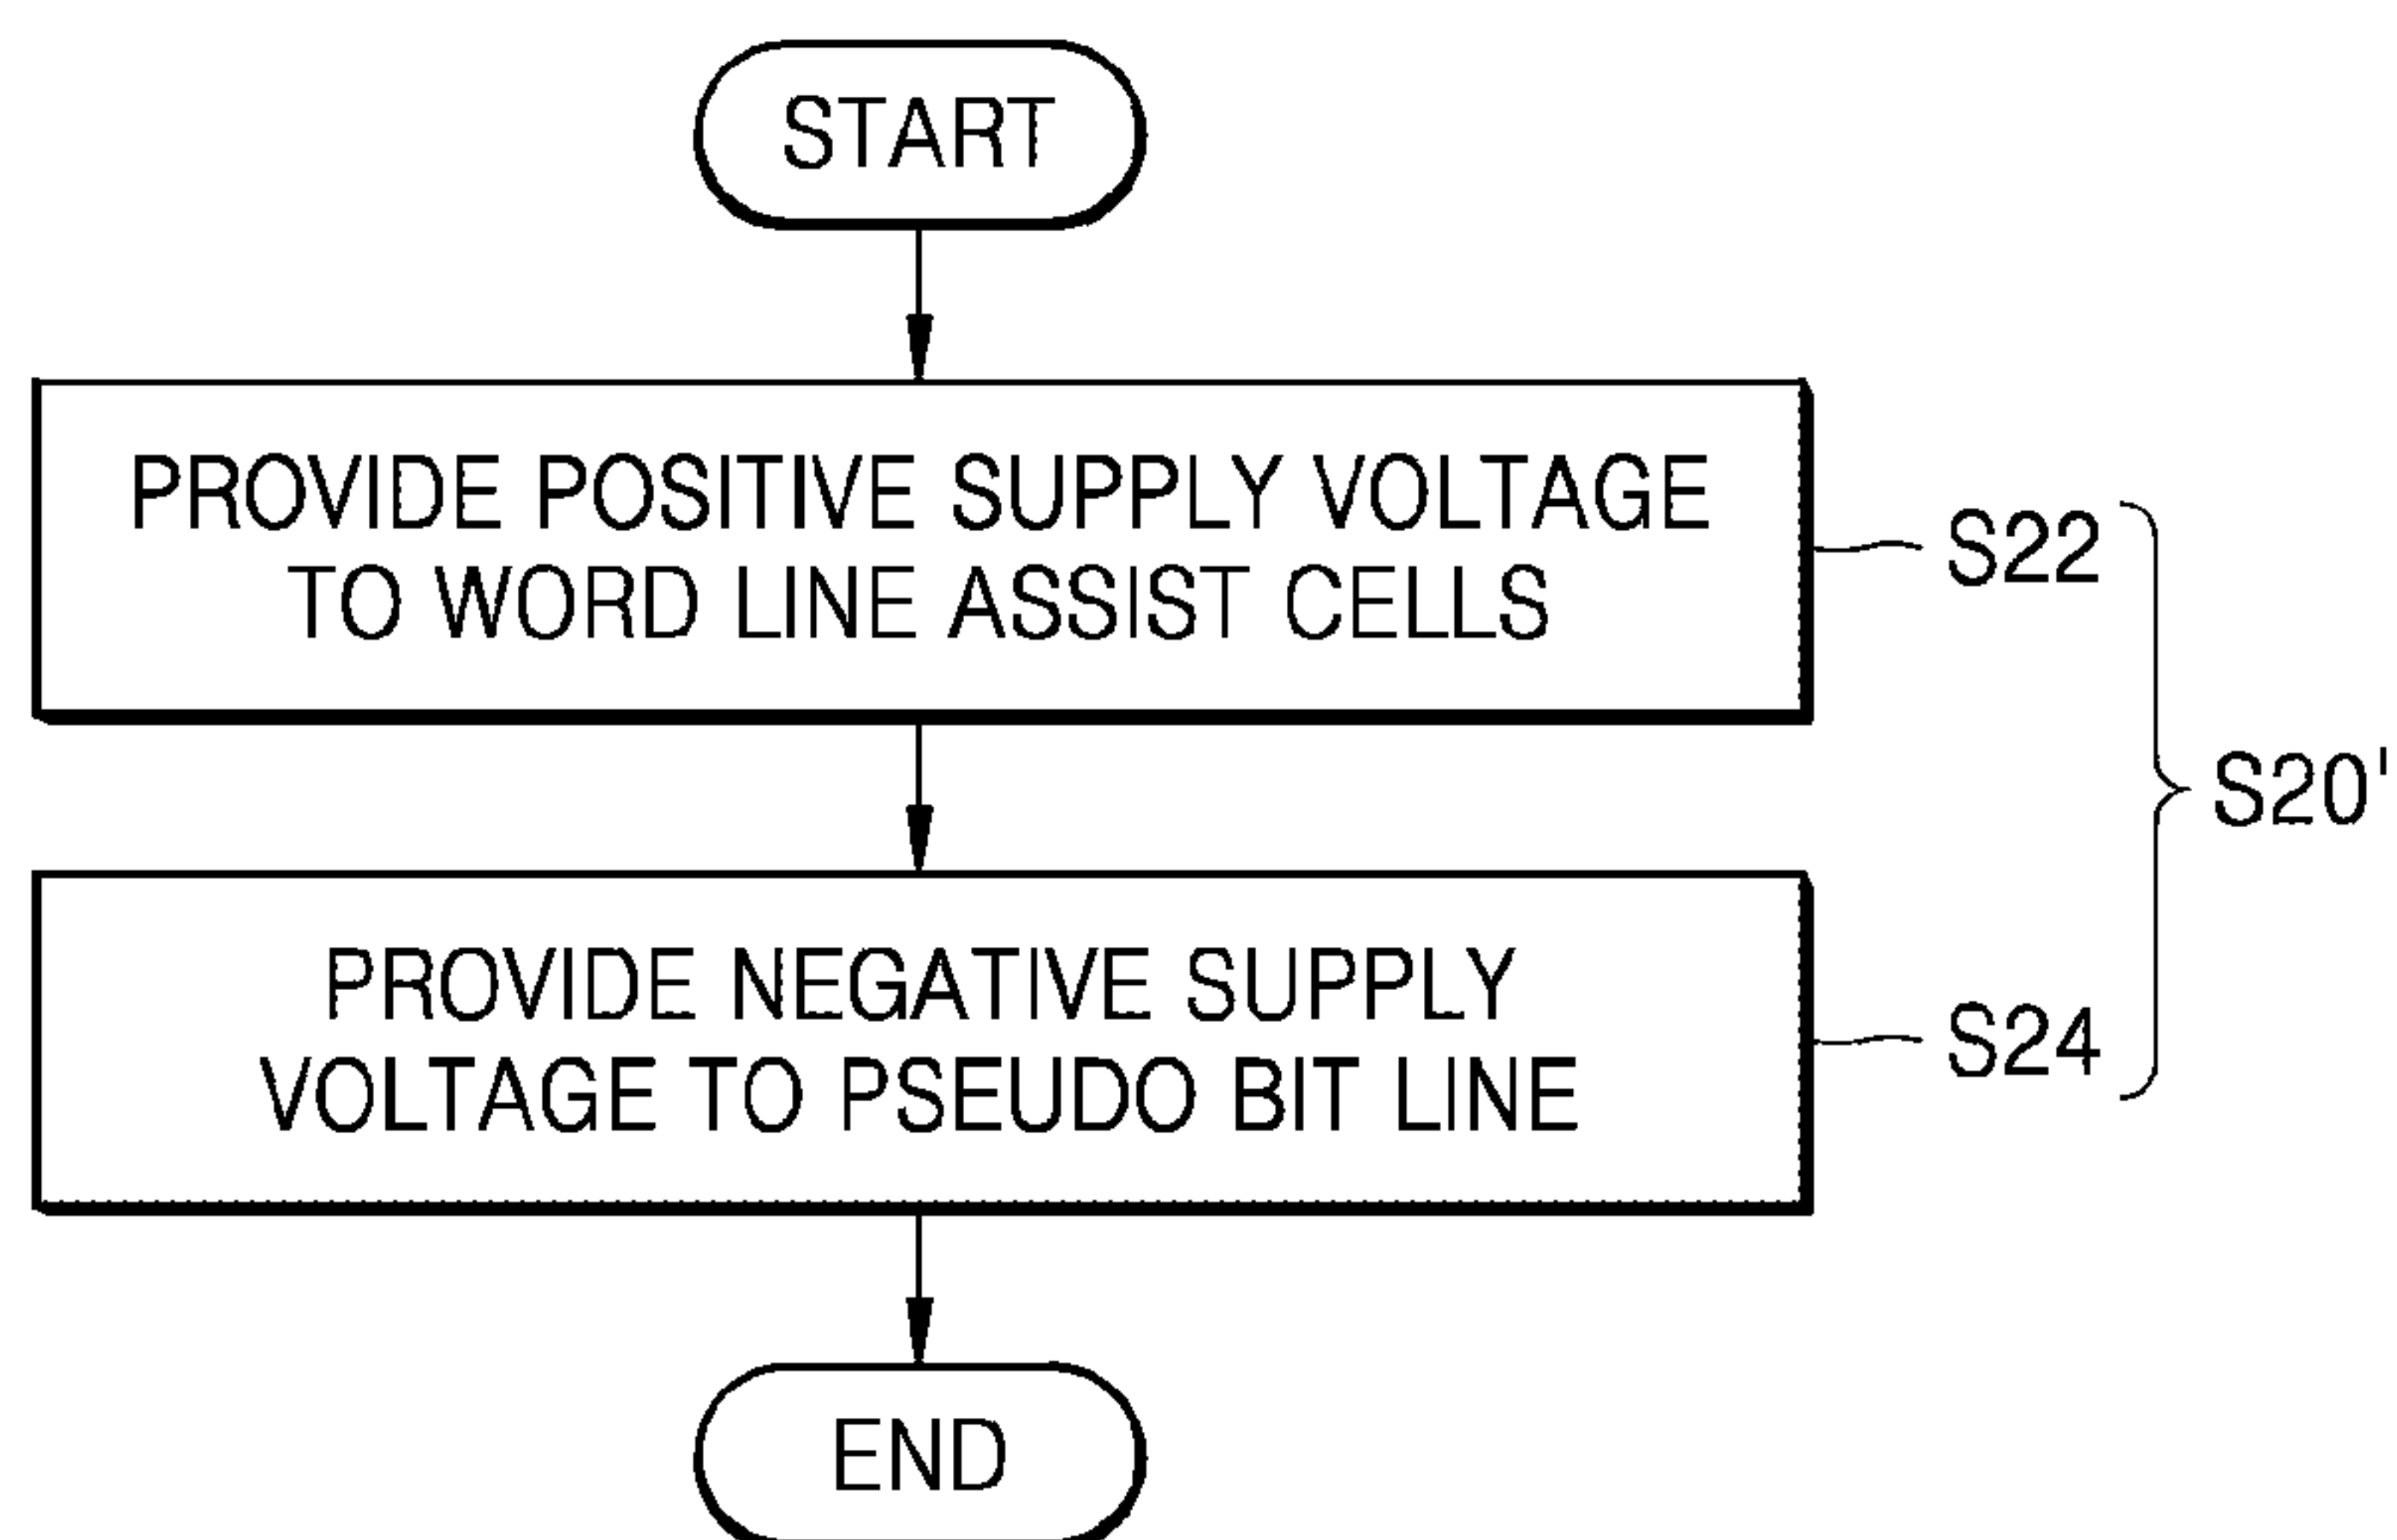 START
PROVIDE POSITIVE SUPPLY VOLTAGE
TO WORD LINE ASSIST CELLS
S22
S20'
PROVIDE NEGATIVE SUPPLY
VOLTAGE TO PSEUDO BIT LINE
S24
END